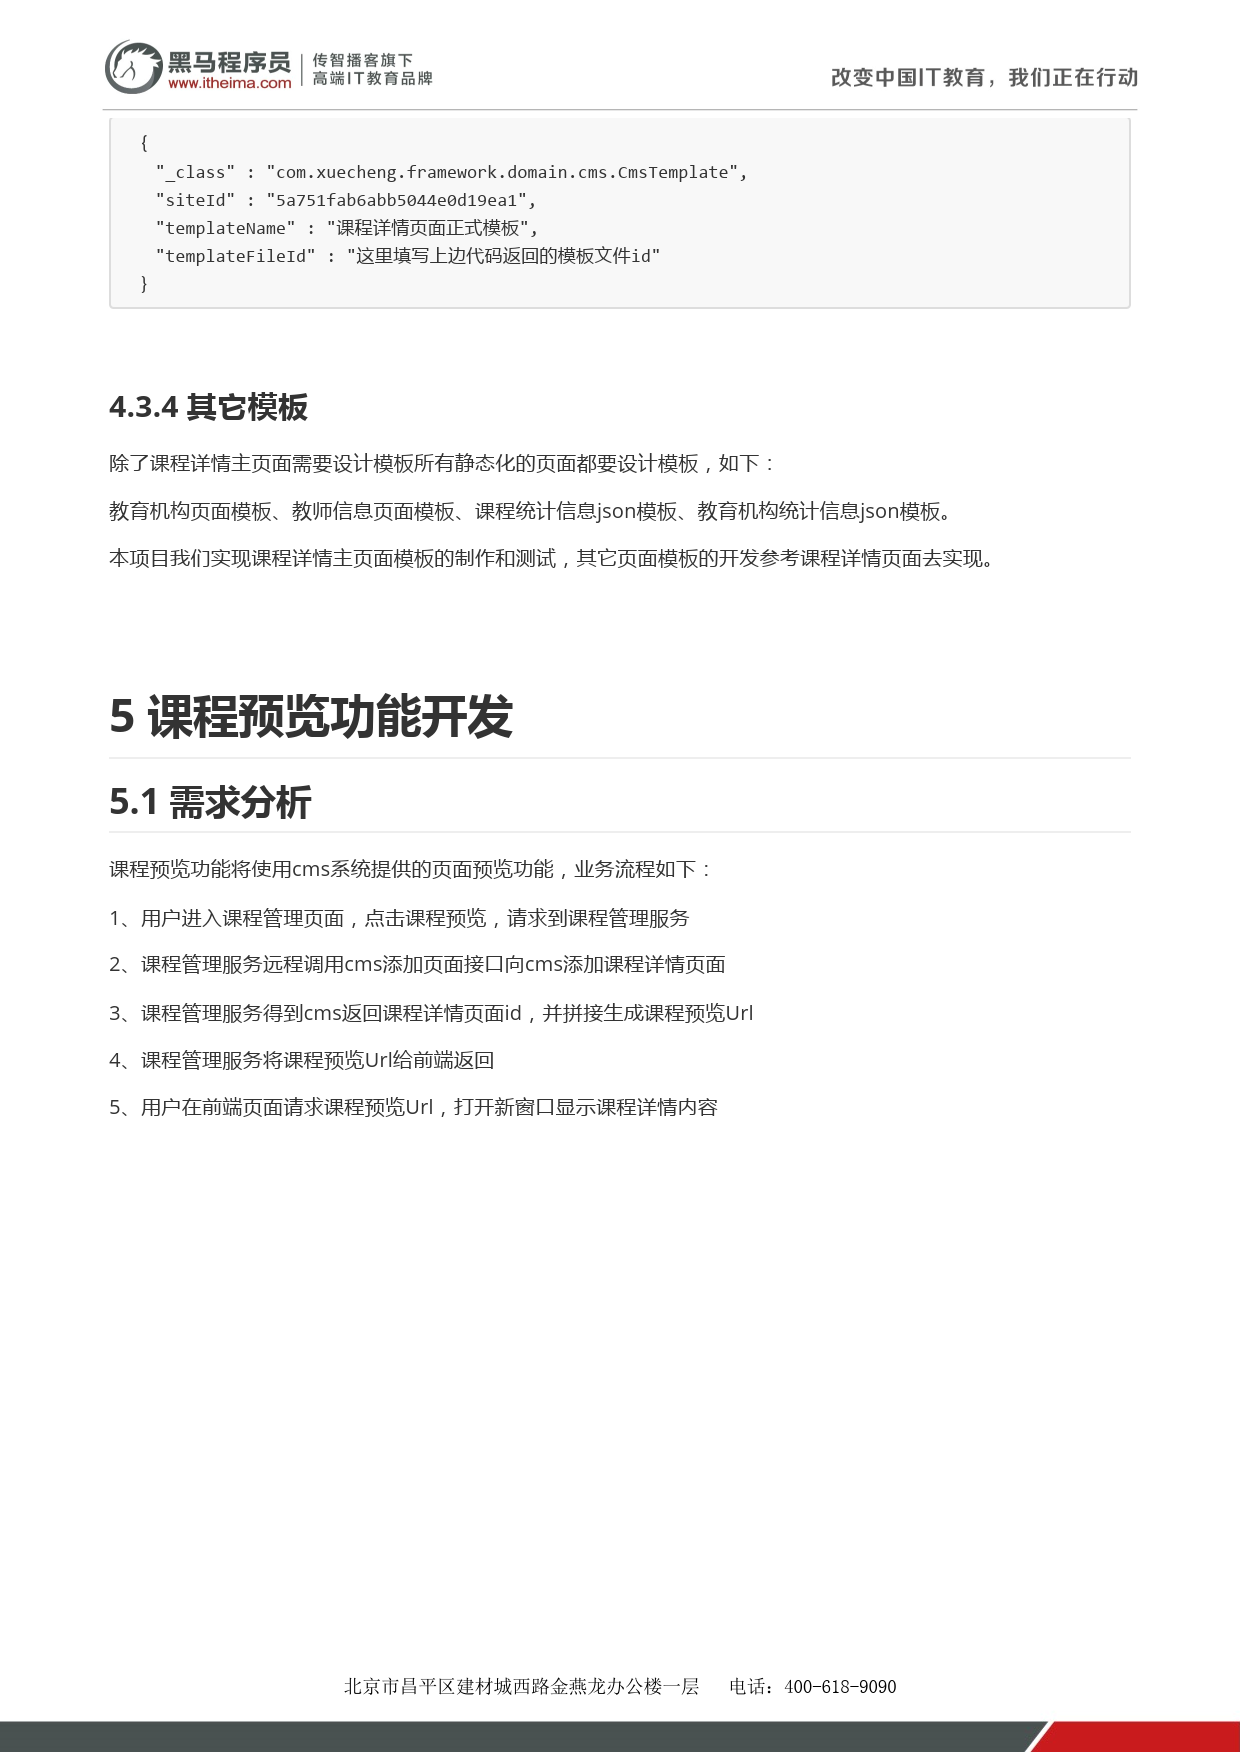 黑马程序员
www.itheima.com
传智播客旗下
高端IT教育品牌
改变中国IT教育，我们正在行动
{
  "_class" : "com.xuecheng.framework.domain.cms.CmsTemplate",
  "siteId" : "5a751fab6abb5044e0d19ea1",
  "templateName" : "课程详情页面正式模板",
  "templateFileId" : "这里填写上边代码返回的模板文件id"
}
4.3.4 其它模板
除了课程详情主页面需要设计模板所有静态化的页面都要设计模板，如下：
教育机构页面模板、教师信息页面模板、课程统计信息json模板、教育机构统计信息json模板。
本项目我们实现课程详情主页面模板的制作和测试，其它页面模板的开发参考课程详情页面去实现。
5 课程预览功能开发
5.1 需求分析
课程预览功能将使用cms系统提供的页面预览功能，业务流程如下：
1、用户进入课程管理页面，点击课程预览，请求到课程管理服务
2、课程管理服务远程调用cms添加页面接口向cms添加课程详情页面
3、课程管理服务得到cms返回课程详情页面id，并拼接生成课程预览Url
4、课程管理服务将课程预览Url给前端返回
5、用户在前端页面请求课程预览Url，打开新窗口显示课程详情内容
北京市昌平区建材城西路金燕龙办公楼一层 电话：400-618-9090